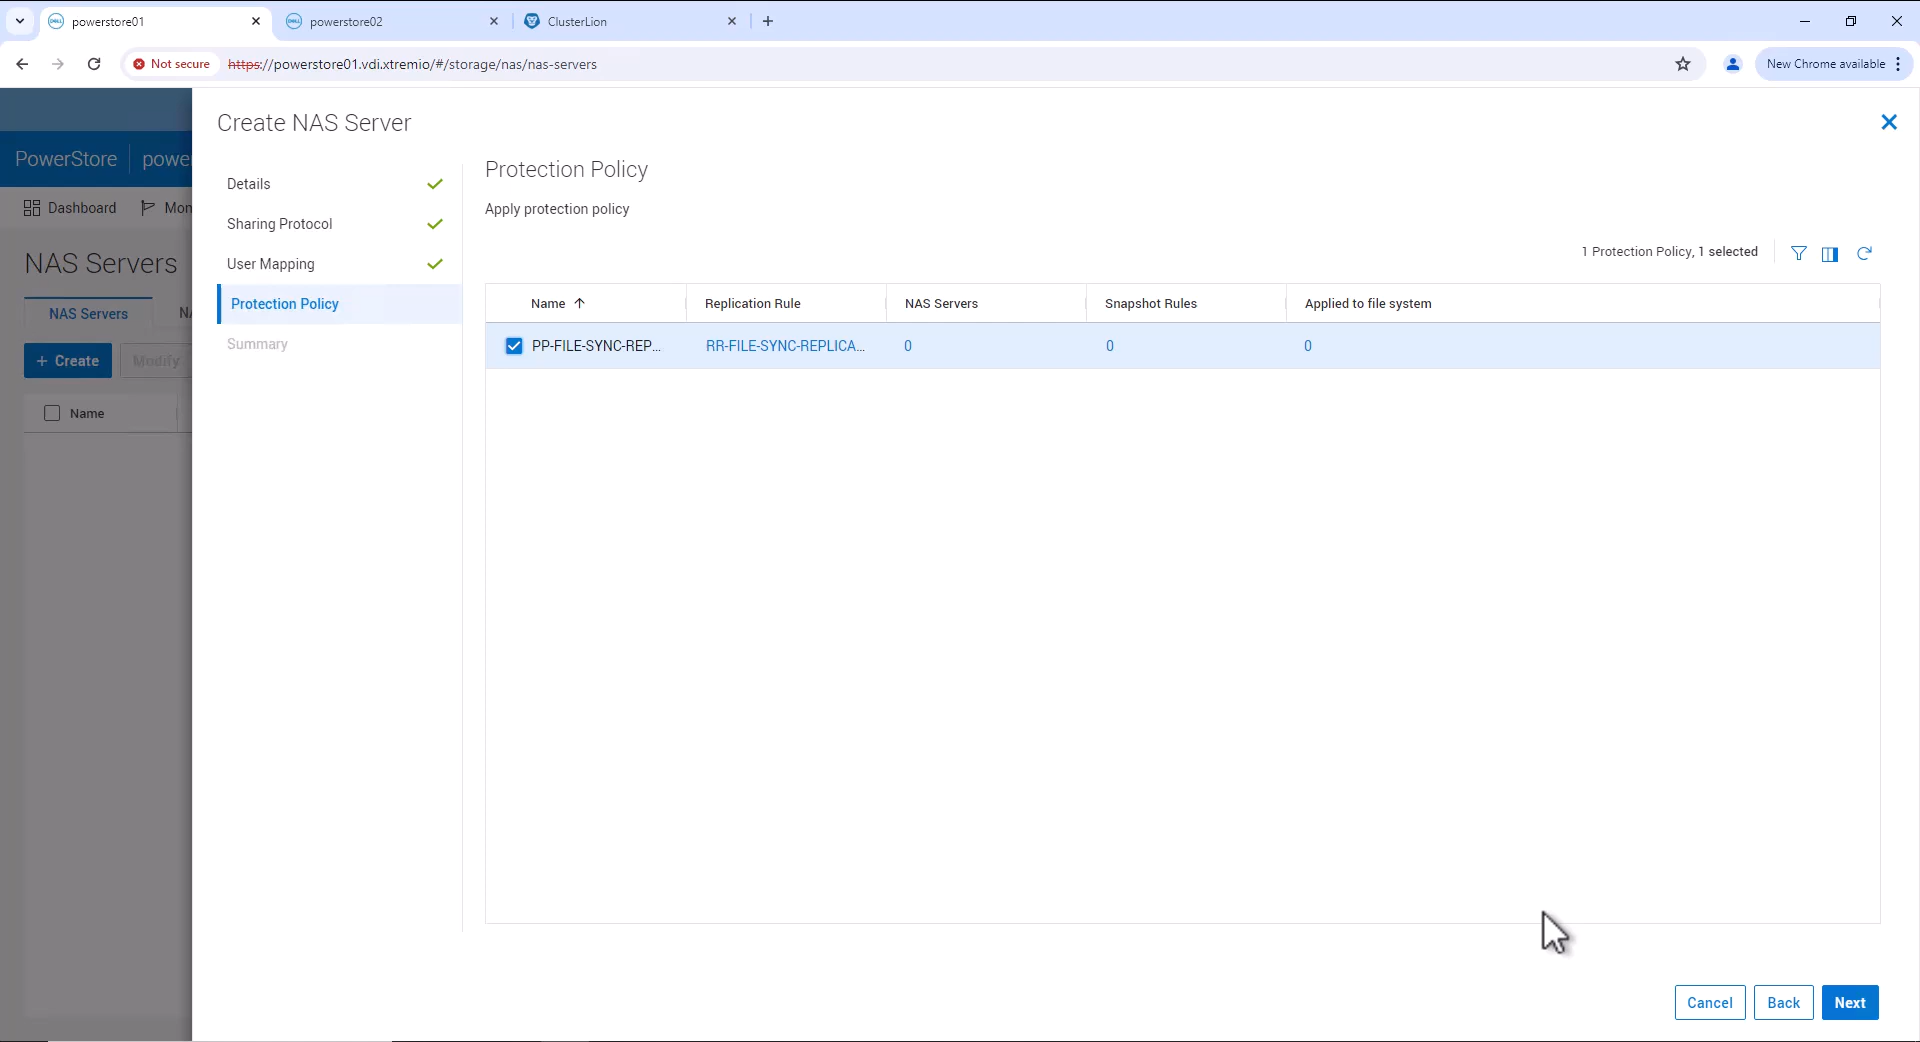 powerstore01
powerstore02
ClusterLion
Not secure
https://powerstore01.vdi.xtremio/#/storage/nas/nas-servers
New Chrome available
PowerStore
power
Dashboard
Mon
NAS Servers
NAS Servers
NA
+ Create
Modify
Name
Create NAS Server
Details
Sharing Protocol
User Mapping
Protection Policy
Summary
Protection Policy
Apply protection policy
1 Protection Policy, 1 selected
Name
Replication Rule
NAS Servers
Snapshot Rules
Applied to file system
PP-FILE-SYNC-REP...
RR-FILE-SYNC-REPLICA...
0
0
0
Cancel
Back
Next